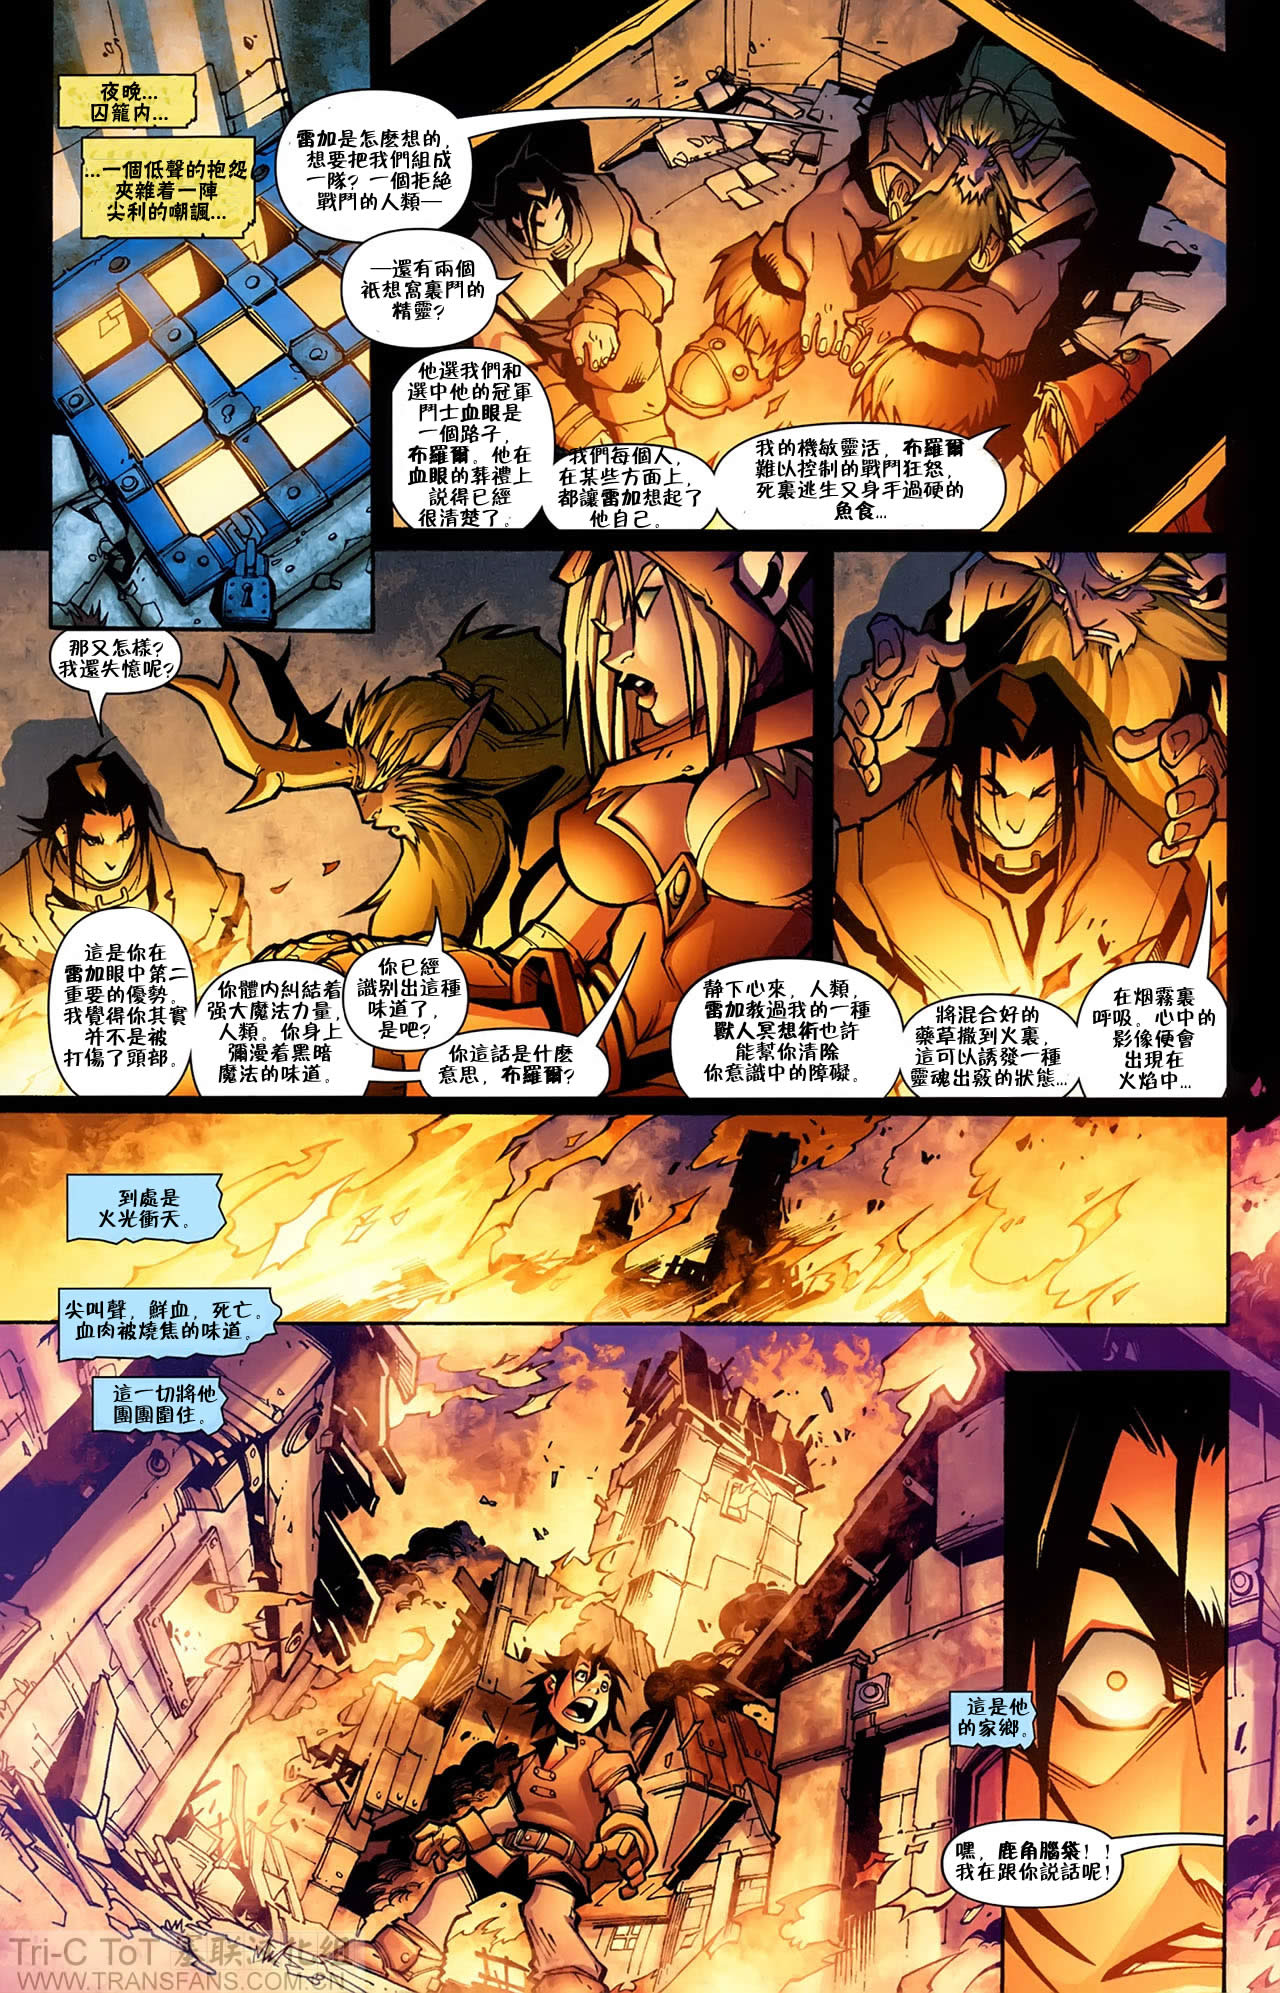 夜晚...
囚籠内...
...一個低聲的抱怨
夾雜着一陣
尖利的嘲諷...
雷加是怎麽想的,
想要把我們組成
一隊? 一個拒絶
戰鬥的人類—
—還有兩個
衹想窩裏鬥的
精靈?
他選我們和
選中他的冠軍
鬥士血眼是
一個路子,
布羅爾。他在
血眼的葬禮上
説得已經
很清楚了。
我們每個人,
在某些方面上,
都讓雷加想起了
他自己。
我的機敏靈活, 布羅爾
難以控制的戰鬥狂怒,
死裏逃生又身手過硬的
魚食...
那又怎樣?
我還失憶呢?
這是你在
雷加眼中第二
重要的優勢。
我覺得你其實
并不是被
打傷了頭部。
你體内糾結着
强大魔法力量,
人類。你身上
彌漫着黑暗
魔法的味道。
你已經
識别出這種
味道了,
是吧?
你這話是什麽
意思, 布羅爾?
静下心來, 人類,
雷加教過我的一種
獸人冥想術也許
能幫你清除
你意識中的障礙。
將混合好的
藥草撒到火裏,
這可以誘發一種
靈魂出竅的狀態...
在烟霧裏
呼吸。心中的
影像便會
出現在
火焰中...
到處是
火光衝天。
尖叫聲, 鮮血, 死亡。
血肉被燒焦的味道。
這一切將他
團團圍住。
這是他
的家鄉。
嘿, 鹿角腦袋! !
我在跟你説話呢!
Tri-C ToT 基联汉化组
WWW.TRANSFANS.COM.CN